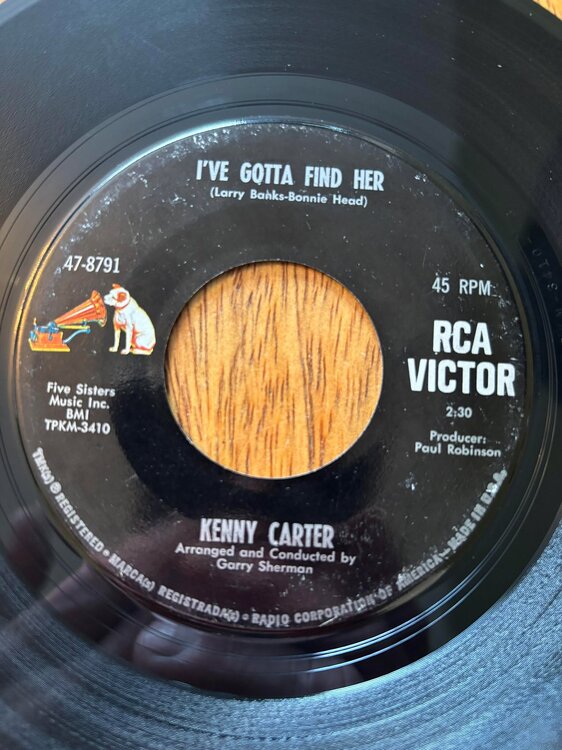 I'VE GOTTA FIND HER
(Larry Banks-Bonnie Head)
47-8791
45 RPM
RCA
VICTOR
Five Sisters
Music Inc.
BMI
TPKM-3410
2:30
Producer:
Paul Robinson
KENNY CARTER
Arranged and Conducted by
Garry Sherman
TMK(s) ® REGISTERED • MARCA(s) REGISTRADA(s) • RADIO CORPORATION OF AMERICA—MADE IN U.S.A.